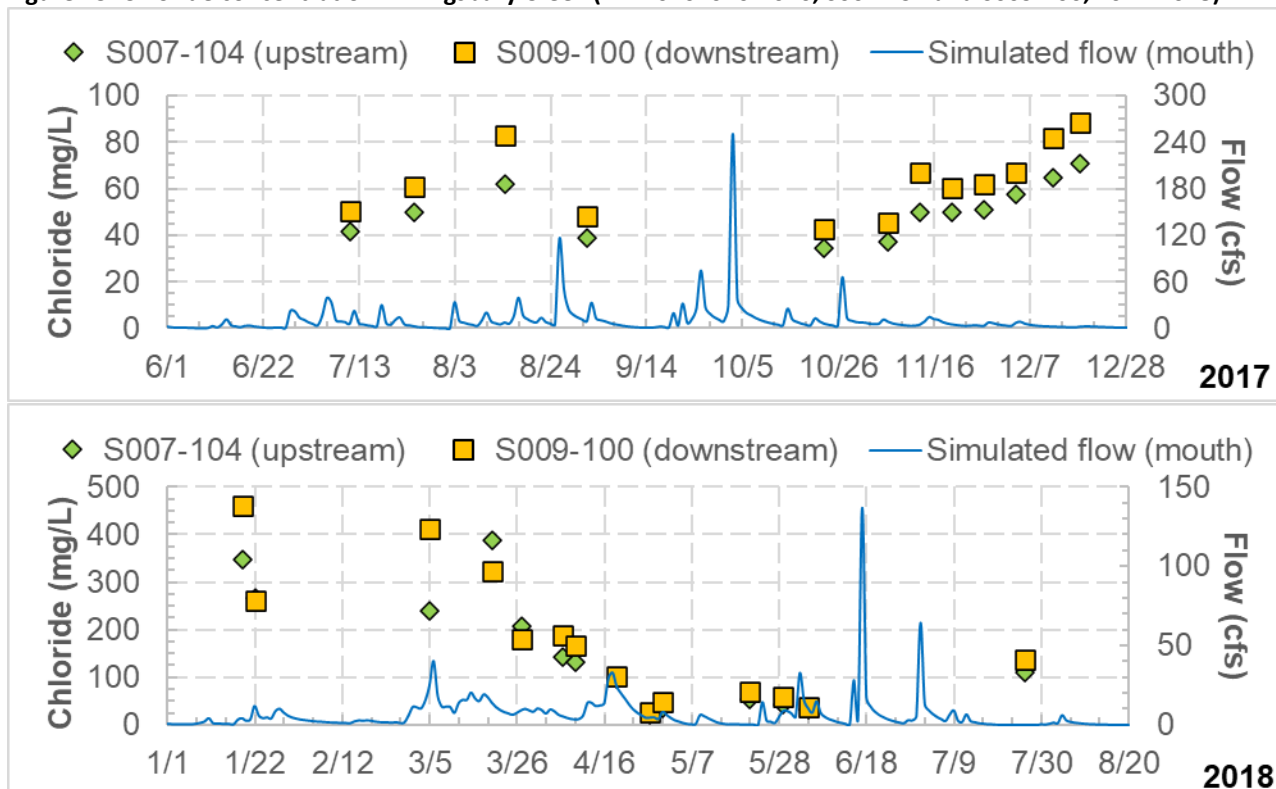 S007-104 (upstream) S009-100 (downstream) Simulated flow (mouth)
100 300
80 240
60 180
40 120
20 60
0 0
Chloride (mg/L)
Flow (cfs)
6/1 6/22 7/13 8/3 8/24 9/14 10/5 10/26 11/16 12/7 12/28
2017
S007-104 (upstream) S009-100 (downstream) Simulated flow (mouth)
500 150
400
300 100
200
100 50
0 0
Chloride (mg/L)
Flow (cfs)
1/1 1/22 2/12 3/5 3/26 4/16 5/7 5/28 6/18 7/9 7/30 8/20
2018